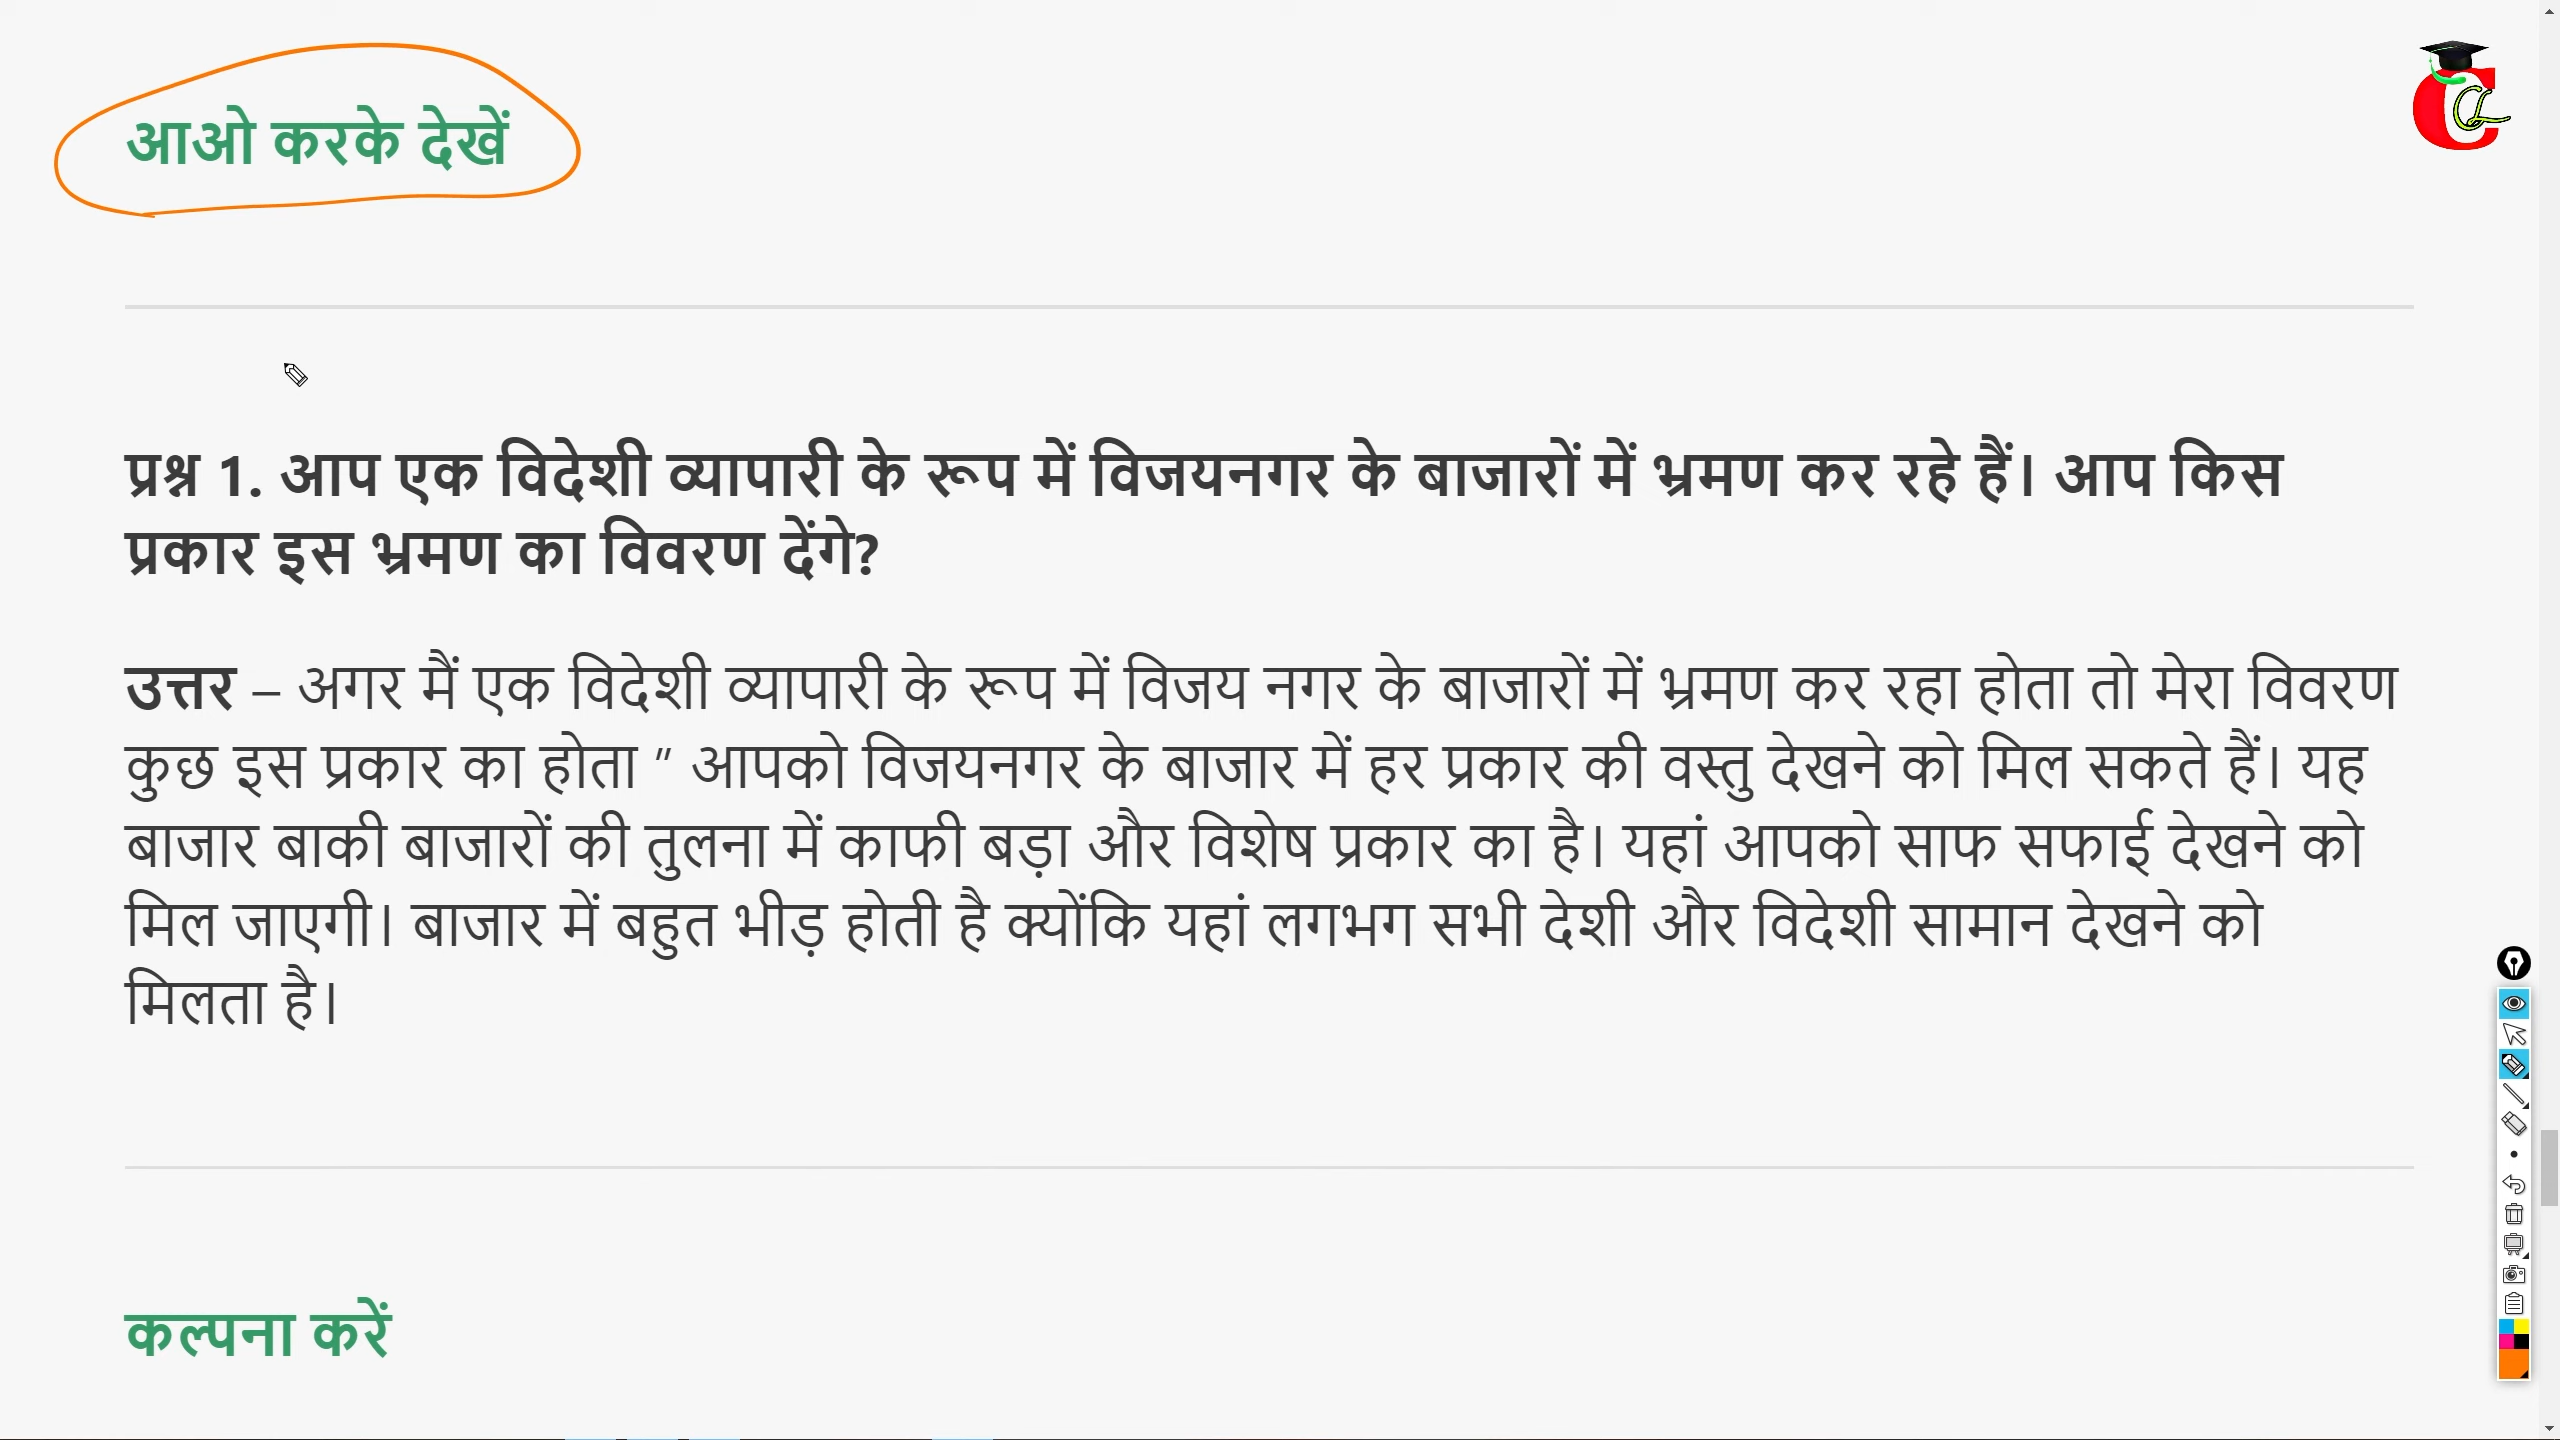 आओ करके देखें
प्रश्न 1. आप एक विदेशी व्यापारी के रूप में विजयनगर के बाजारों में भ्रमण कर रहे हैं। आप किस
प्रकार इस भ्रमण का विवरण देंगे?
उत्तर – अगर मैं एक विदेशी व्यापारी के रूप में विजय नगर के बाजारों में भ्रमण कर रहा होता तो मेरा विवरण
कुछ इस प्रकार का होता ” आपको विजयनगर के बाजार में हर प्रकार की वस्तु देखने को मिल सकते हैं। यह
बाजार बाकी बाजारों की तुलना में काफी बड़ा और विशेष प्रकार का है। यहां आपको साफ सफाई देखने को
मिल जाएगी। बाजार में बहुत भीड़ होती है क्योंकि यहां लगभग सभी देशी और विदेशी सामान देखने को
मिलता है।
कल्पना करें